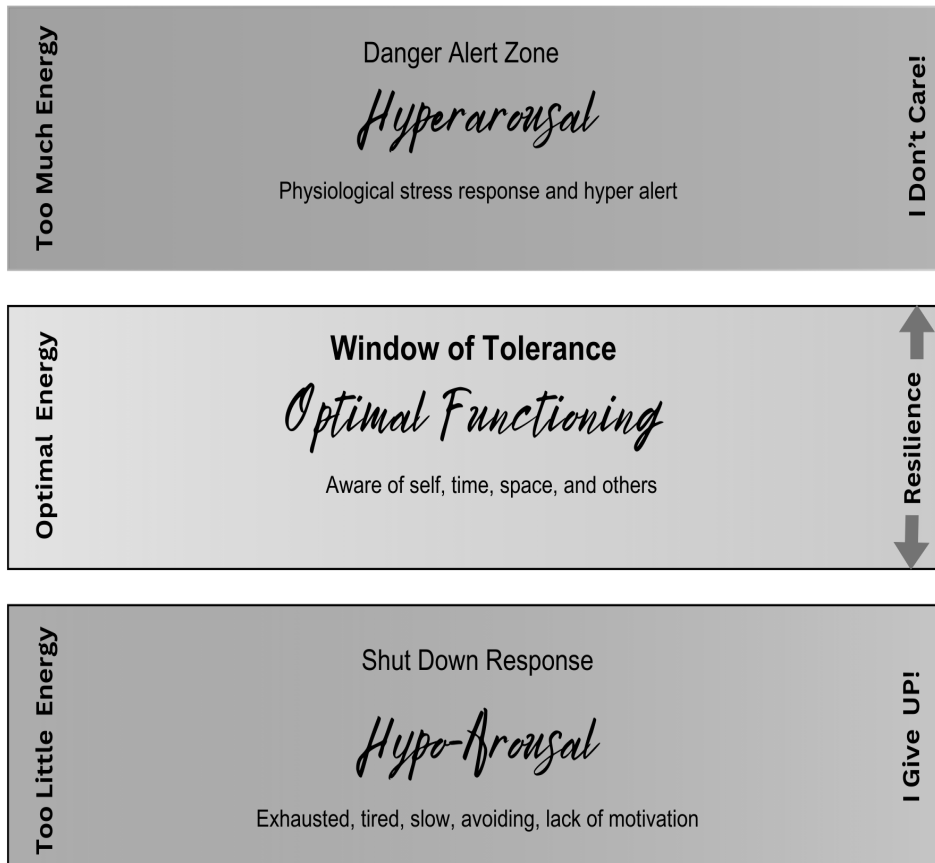 Too Much Energy
Danger Alert Zone
Hyperarousal
Physiological stress response and hyper alert
I Don't Care!
Optimal Energy
Window of Tolerance
Optimal Functioning
Aware of self, time, space, and others
Resilience
Too Little Energy
Shut Down Response
Hypo-Arousal
Exhausted, tired, slow, avoiding, lack of motivation
I Give UP!